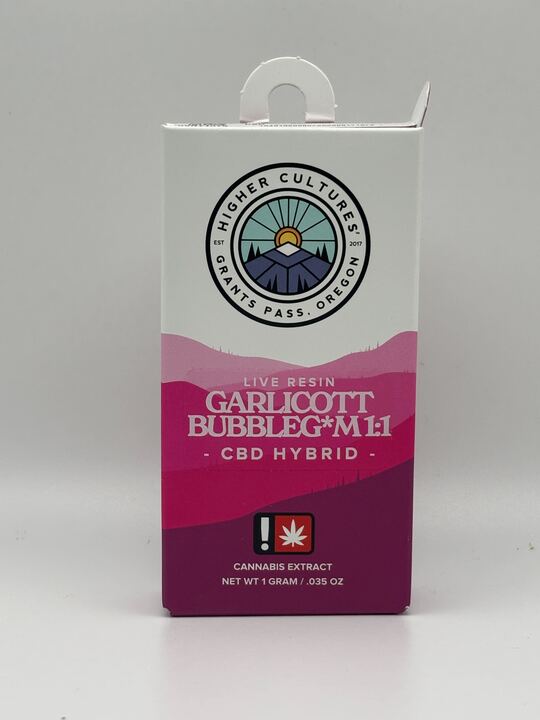 HIGHER CULTURES'
EST 2017
GRANTS PASS, OREGON
LIVE RESIN
GARLICOTT
BUBBLEG*M 1:1
- CBD HYBRID -
!
CANNABIS EXTRACT
NET WT 1 GRAM / .035 OZ